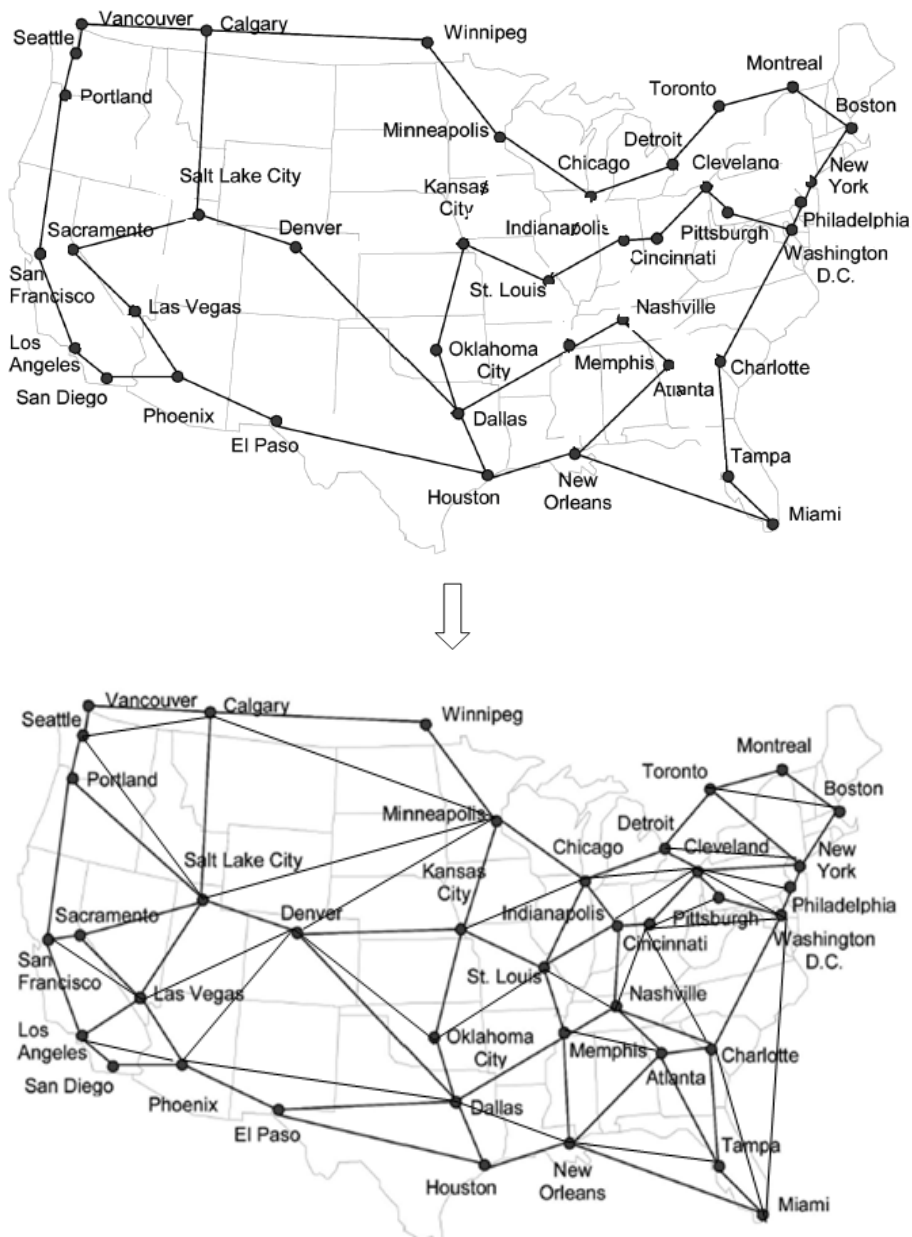 Vancouver
Calgary
Winnipeg
Seattle
Montreal
Toronto
Portland
Boston
Minneapolis
Detroit
Chicago
Cleveland
New
York
Salt Lake City
Kansas
City
Denver
Indianapolis
Philadelphia
Sacramento
Pittsburgh
Washington
D.C.
Cincinnati
San
Francisco
St. Louis
Las Vegas
Nashville
Los
Angeles
Oklahoma
City
Memphis
Charlotte
San Diego
Atlanta
Phoenix
Dallas
El Paso
Tampa
Houston
New
Orleans
Miami
Vancouver
Calgary
Winnipeg
Seattle
Montreal
Toronto
Portland
Boston
Minneapolis
Detroit
Chicago
Cleveland
New
York
Salt Lake City
Kansas
City
Denver
Indianapolis
Philadelphia
Sacramento
Pittsburgh
Washington
D.C.
Cincinnati
San
Francisco
St. Louis
Las Vegas
Nashville
Los
Angeles
Oklahoma
City
Memphis
Charlotte
San Diego
Atlanta
Phoenix
Dallas
El Paso
Tampa
Houston
New
Orleans
Miami